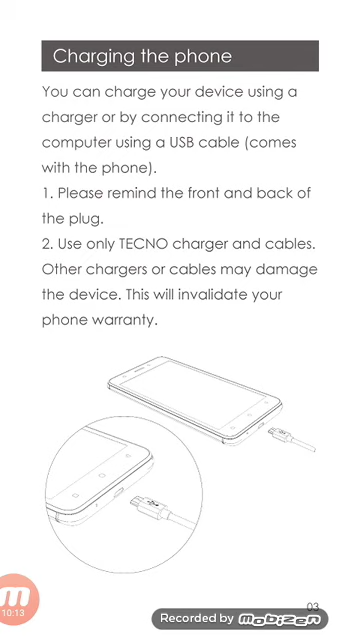 Charging the phone
You can charge your device using a
charger or by connecting it to the
computer using a USB cable (comes
with the phone).
1. Please remind the front and back of
the plug.
2. Use only TECNO charger and cables.
Other chargers or cables may damage
the device. This will invalidate your
phone warranty.
03
10:13
Recorded by mobizen